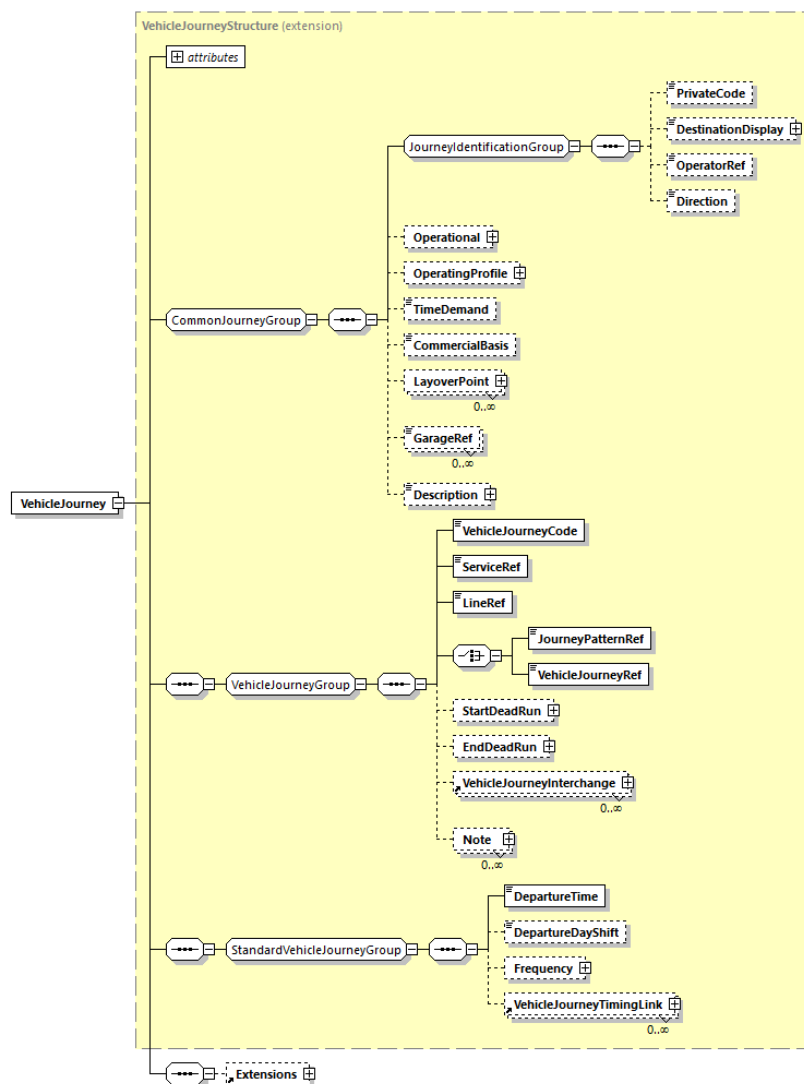 VehicleJourneyStructure (extension)
attributes
PrivateCode
DestinationDisplay
JourneyIdentificationGroup
OperatorRef
Direction
Operational
OperatingProfile
TimeDemand
CommonJourneyGroup
CommercialBasis
LayoverPoint
0..∞
GarageRef
0..∞
Description
VehicleJourney
VehicleJourneyCode
ServiceRef
LineRef
JourneyPatternRef
VehicleJourneyGroup
VehicleJourneyRef
StartDeadRun
EndDeadRun
VehicleJourneyInterchange
0..∞
Note
0..∞
DepartureTime
DepartureDayShift
StandardVehicleJourneyGroup
Frequency
VehicleJourneyTimingLink
0..∞
Extensions